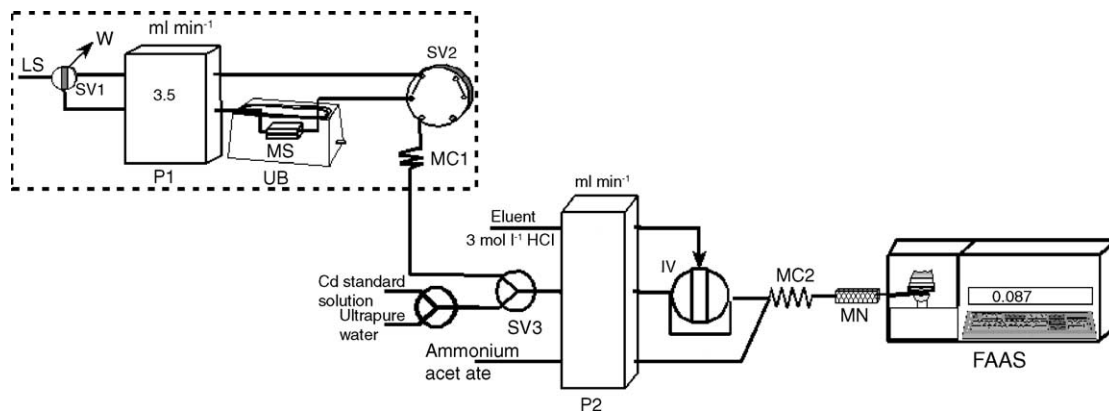 ml min⁻¹
W
LS
SV1
3.5
SV2
MS
MC1
P1
UB
ml min⁻¹
Eluent
3 mol l⁻¹ HCl
IV
MC2
Cd standard
solution
Ultrapure
water
SV3
MN
0.087
Ammonium
acet ate
FAAS
P2